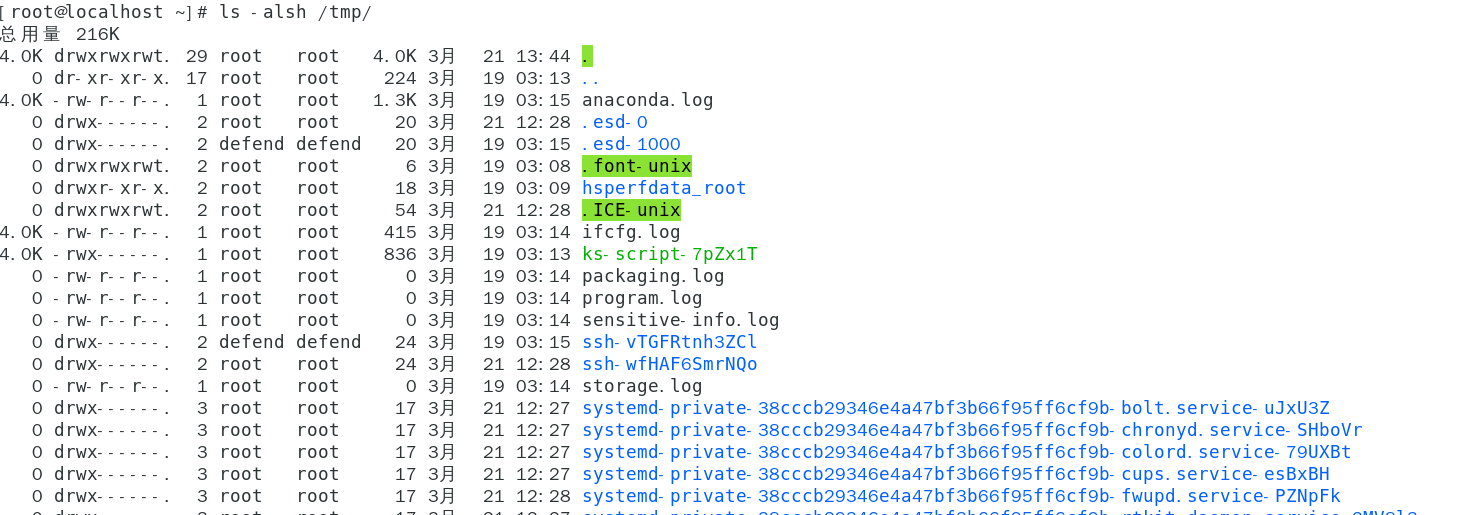 [root@localhost ~]# ls -alsh /tmp/
总用量 216K
4.0K drwxrwxrwt. 29 root root 4.0K 3月 21 13:44 .
0 dr-xr-xr-x. 17 root root 224 3月 19 03:13 ..
4.0K -rw-r--r--. 1 root root 1.3K 3月 19 03:15 anaconda.log
0 drwx------. 2 root root 20 3月 21 12:28 .esd-0
0 drwx------. 2 defend defend 20 3月 19 03:15 .esd-1000
0 drwxrwxrwt. 2 root root 6 3月 19 03:08 .font-unix
0 drwxr-xr-x. 2 root root 18 3月 19 03:09 hsperfdata_root
0 drwxrwxrwt. 2 root root 54 3月 21 12:28 .ICE-unix
4.0K -rw-r--r--. 1 root root 415 3月 19 03:14 ifcfg.log
4.0K -rwx------. 1 root root 836 3月 19 03:13 ks-script-7pZx1T
0 -rw-r--r--. 1 root root 0 3月 19 03:14 packaging.log
0 -rw-r--r--. 1 root root 0 3月 19 03:14 program.log
0 -rw-r--r--. 1 root root 0 3月 19 03:14 sensitive-info.log
0 drwx------. 2 defend defend 24 3月 19 03:15 ssh-vTGFRtnh3ZCl
0 drwx------. 2 root root 24 3月 21 12:28 ssh-wfHAF6SmrNQo
0 -rw-r--r--. 1 root root 0 3月 19 03:14 storage.log
0 drwx------. 3 root root 17 3月 21 12:27 systemd-private-38cccb29346e4a47bf3b66f95ff6cf9b-bolt.service-uJxU3Z
0 drwx------. 3 root root 17 3月 21 12:27 systemd-private-38cccb29346e4a47bf3b66f95ff6cf9b-chronyd.service-SHboVr
0 drwx------. 3 root root 17 3月 21 12:27 systemd-private-38cccb29346e4a47bf3b66f95ff6cf9b-colord.service-79UXBt
0 drwx------. 3 root root 17 3月 21 12:27 systemd-private-38cccb29346e4a47bf3b66f95ff6cf9b-cups.service-esBxBH
0 drwx------. 3 root root 17 3月 21 12:28 systemd-private-38cccb29346e4a47bf3b66f95ff6cf9b-fwupd.service-PZNpFk